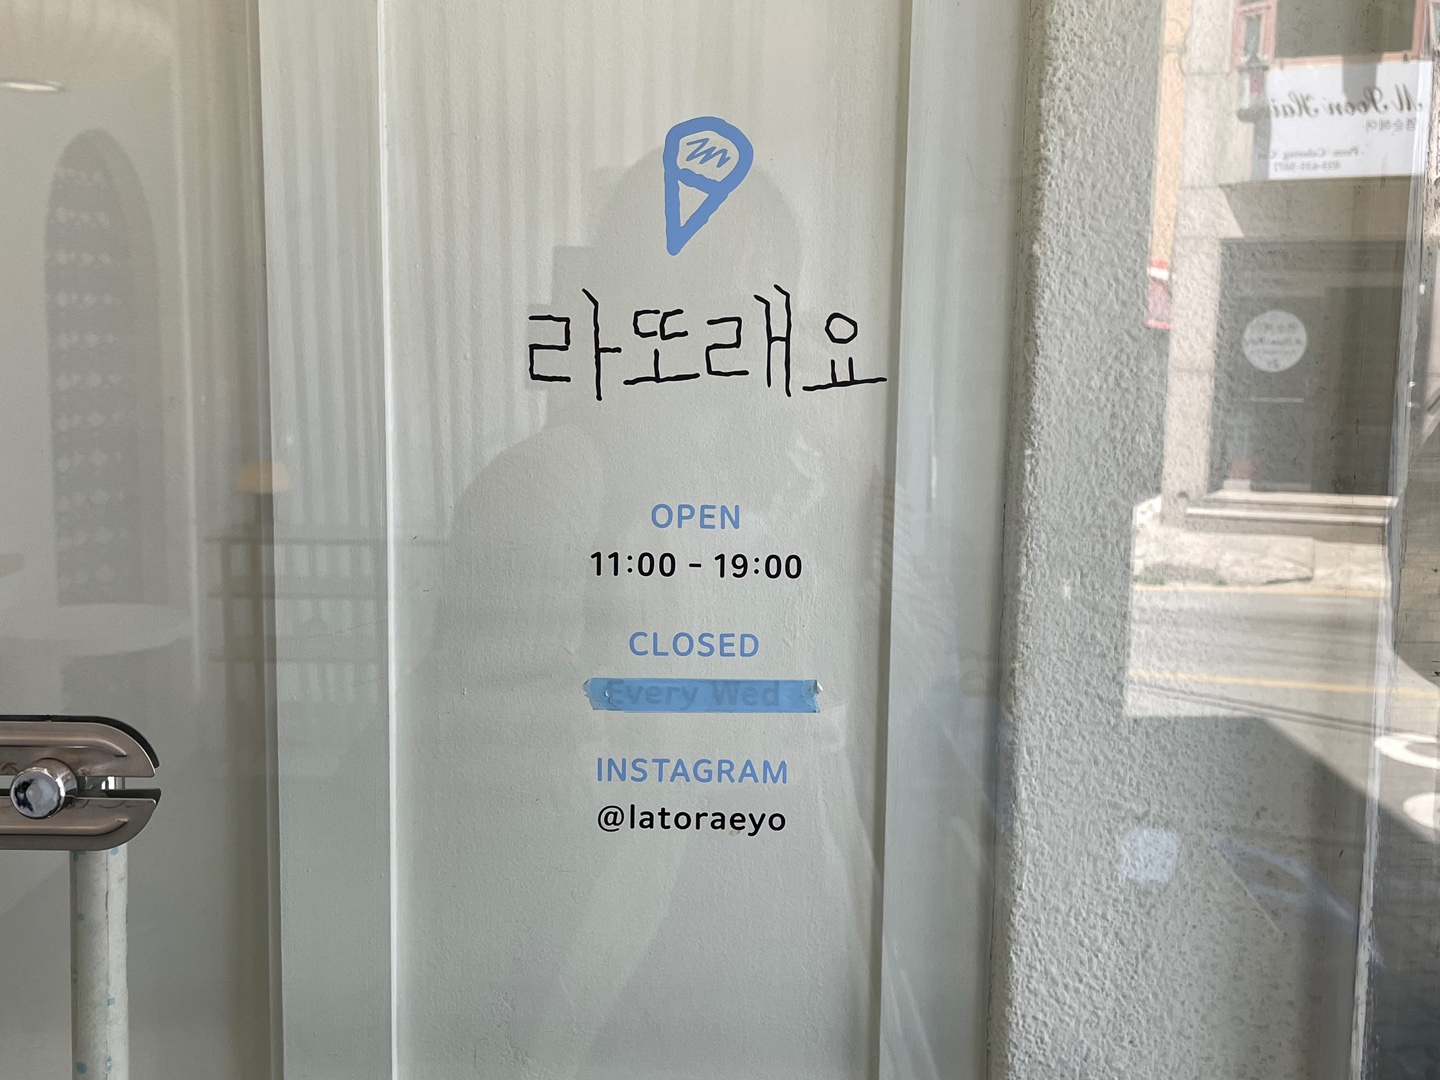 라또래요
OPEN
11:00 - 19:00
CLOSED
Every Wed
INSTAGRAM
@latoraeyo